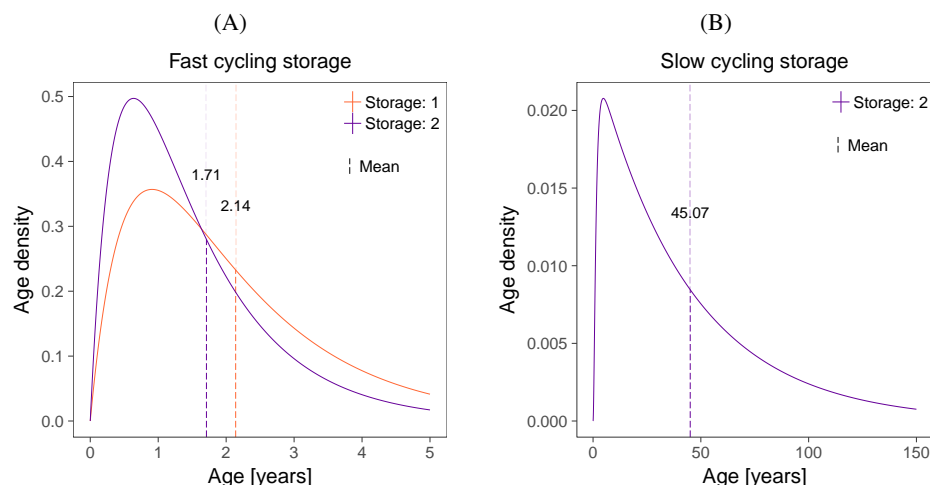 (A)
Fast cycling storage
Storage: 1
Storage: 2
Mean
1.71
2.14
Age density
0.5
0.4
0.3
0.2
0.1
0.0
0 1 2 3 4 5
Age [years]
(B)
Slow cycling storage
Storage: 2
Mean
45.07
Age density
0.020
0.015
0.010
0.005
0.000
0 50 100 150
Age [years]